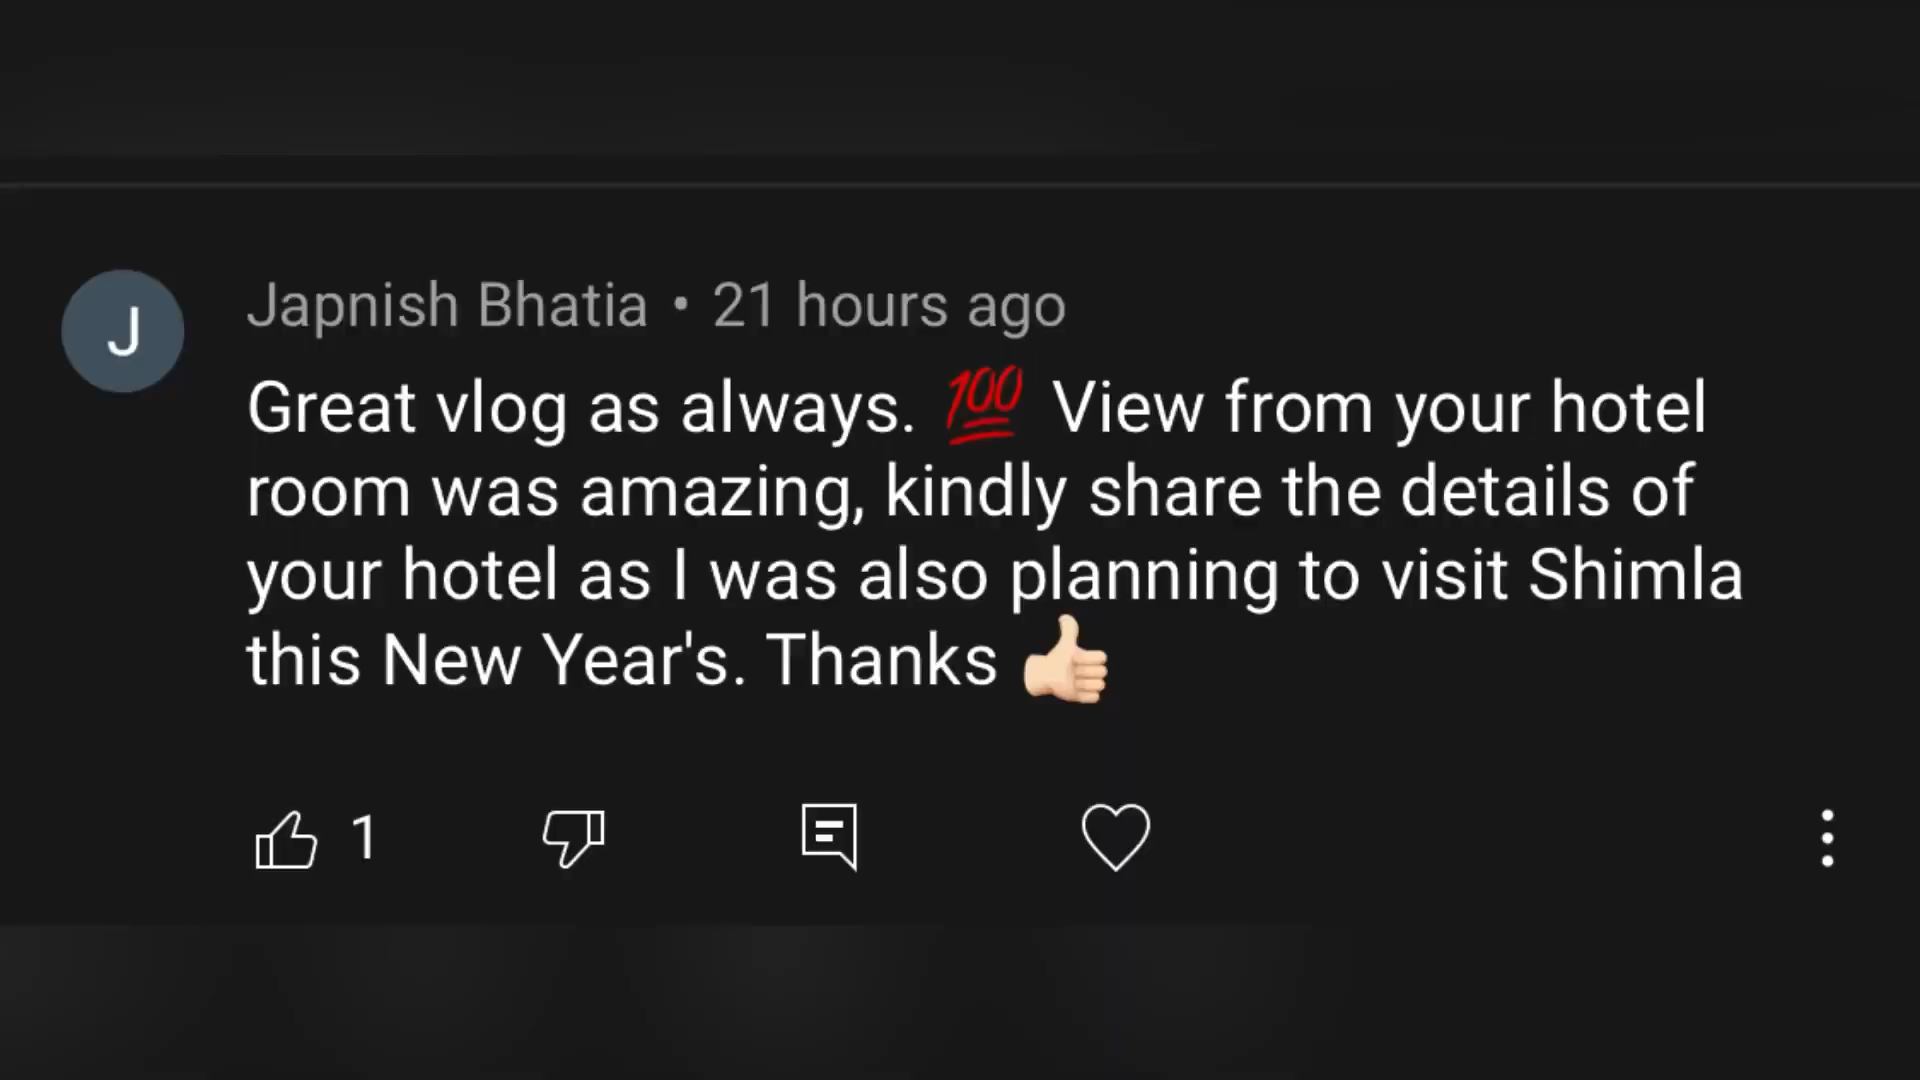 J
Japnish Bhatia • 21 hours ago
Great vlog as always. 💯 View from your hotel
room was amazing, kindly share the details of
your hotel as I was also planning to visit Shimla
this New Year's. Thanks 👍🏻
1